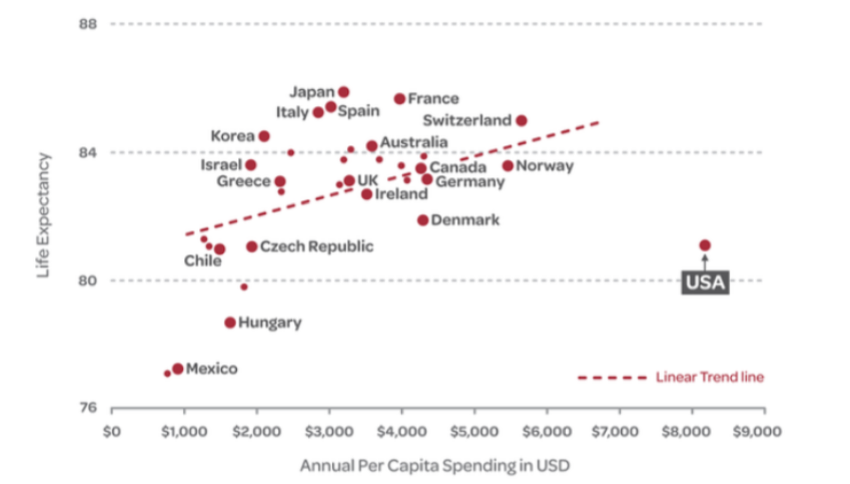 88
Japan
France
Italy
Spain
Switzerland
Korea
Australia
84
Israel
Canada
Norway
Greece
UK
Germany
Ireland
Denmark
Czech Republic
Chile
80
USA
Hungary
Mexico
Linear Trend line
76
$0 $1,000 $2,000 $3,000 $4,000 $5,000 $6,000 $7,000 $8,000 $9,000
Annual Per Capita Spending in USD
Life Expectancy